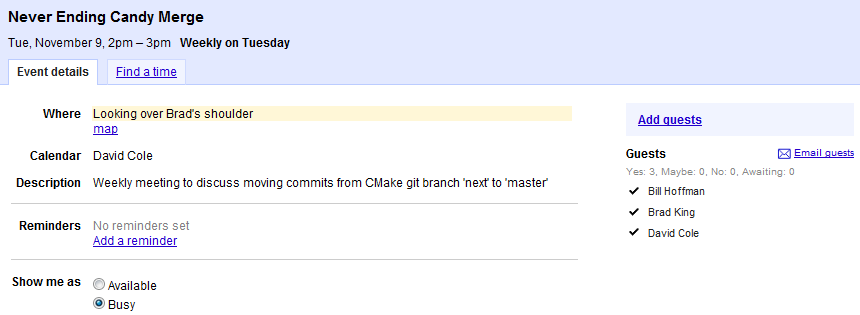 Never Ending Candy Merge
Tue, November 9, 2pm – 3pm Weekly on Tuesday
Event details
Find a time
Where
Looking over Brad's shoulder
map
Calendar
David Cole
Description
Weekly meeting to discuss moving commits from CMake git branch 'next' to 'master'
Reminders
No reminders set
Add a reminder
Show me as
Available
Busy
Add guests
Guests
Email guests
Yes: 3, Maybe: 0, No: 0, Awaiting: 0
Bill Hoffman
Brad King
David Cole